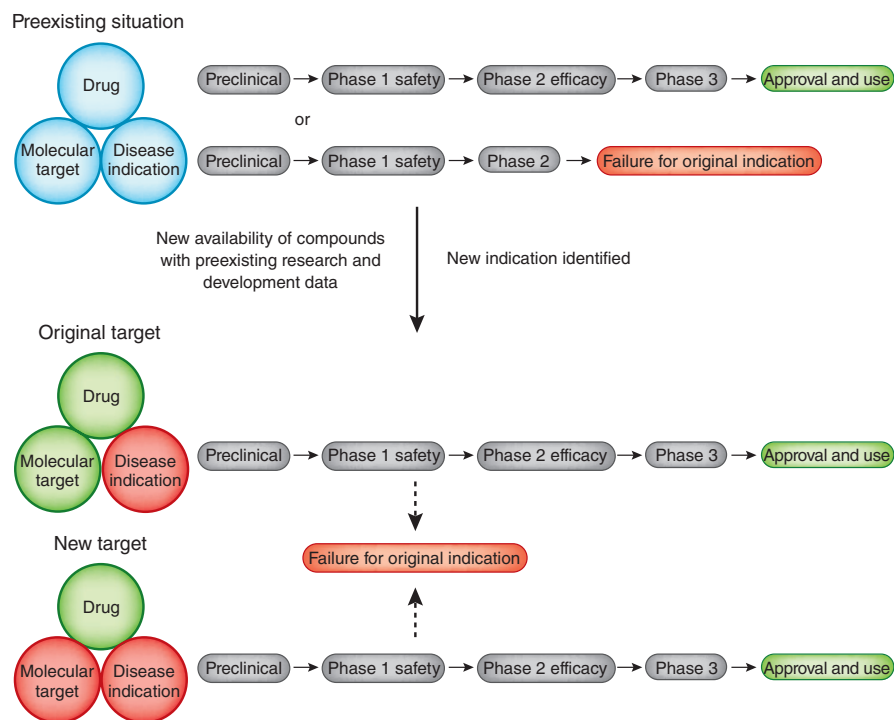 Preexisting situation
Drug
Molecular
target
Disease
indication
Preclinical
Phase 1 safety
Phase 2 efficacy
Phase 3
Approval and use
or
Preclinical
Phase 1 safety
Phase 2
Failure for original indication
New availability of compounds
with preexisting research and
development data
New indication identified
Original target
Drug
Molecular
target
Disease
indication
Preclinical
Phase 1 safety
Phase 2 efficacy
Phase 3
Approval and use
Failure for original indication
New target
Drug
Molecular
target
Disease
indication
Preclinical
Phase 1 safety
Phase 2 efficacy
Phase 3
Approval and use